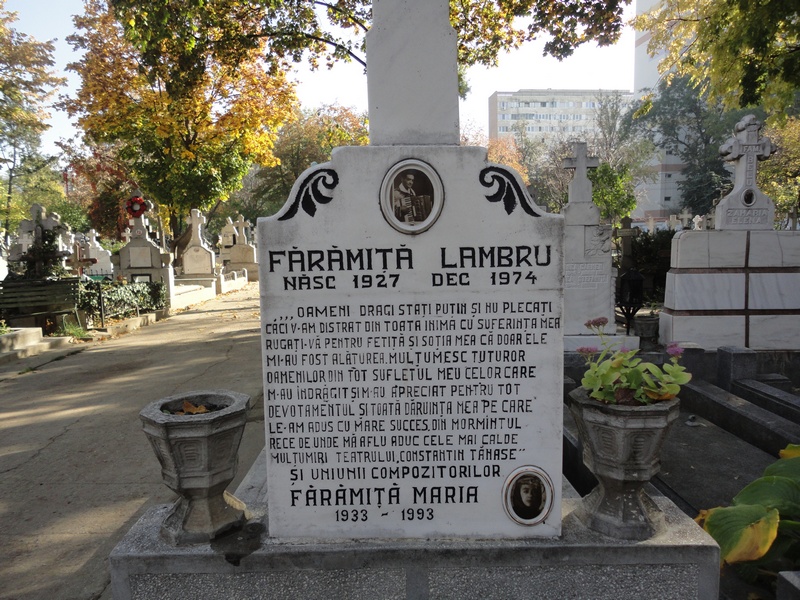 FĂRĂMIȚĂ LAMBRU
NĂSC 1927 DEC 1974
,,,OAMENI DRAGI STAȚI PUȚIN ȘI NU PLECAȚI
CĂCI V-AM DISTRAT DIN TOATA INIMĂ CU SUFERINȚA MEA
RUGAȚI-VĂ PENTRU FETIȚĂ ȘI SOȚIA MEA CĂ DOAR ELE
MI-AU FOST ALĂTUREA. MULȚUMESC TUTUROR
OAMENILOR, DIN TOT SUFLETUL MEU CELOR CARE
M-AU ÎNDRĂGIT ȘI M-AU APRECIAT PENTRU TOT
DEVOTAMENTUL ȘI TOATĂ DĂRUINȚA MEA PE CARE
LE-AM ADUS CU MARE SUCCES, DIN MORMÎNTUL
RECE DE UNDE MĂ AFLU ADUC CELE MAI CALDE
MULȚUMIRI TEATRULUI „CONSTANTIN TĂNASE"
ȘI UNIUNII COMPOZITORILOR
FĂRĂMIȚĂ MARIA
1933 - 1993